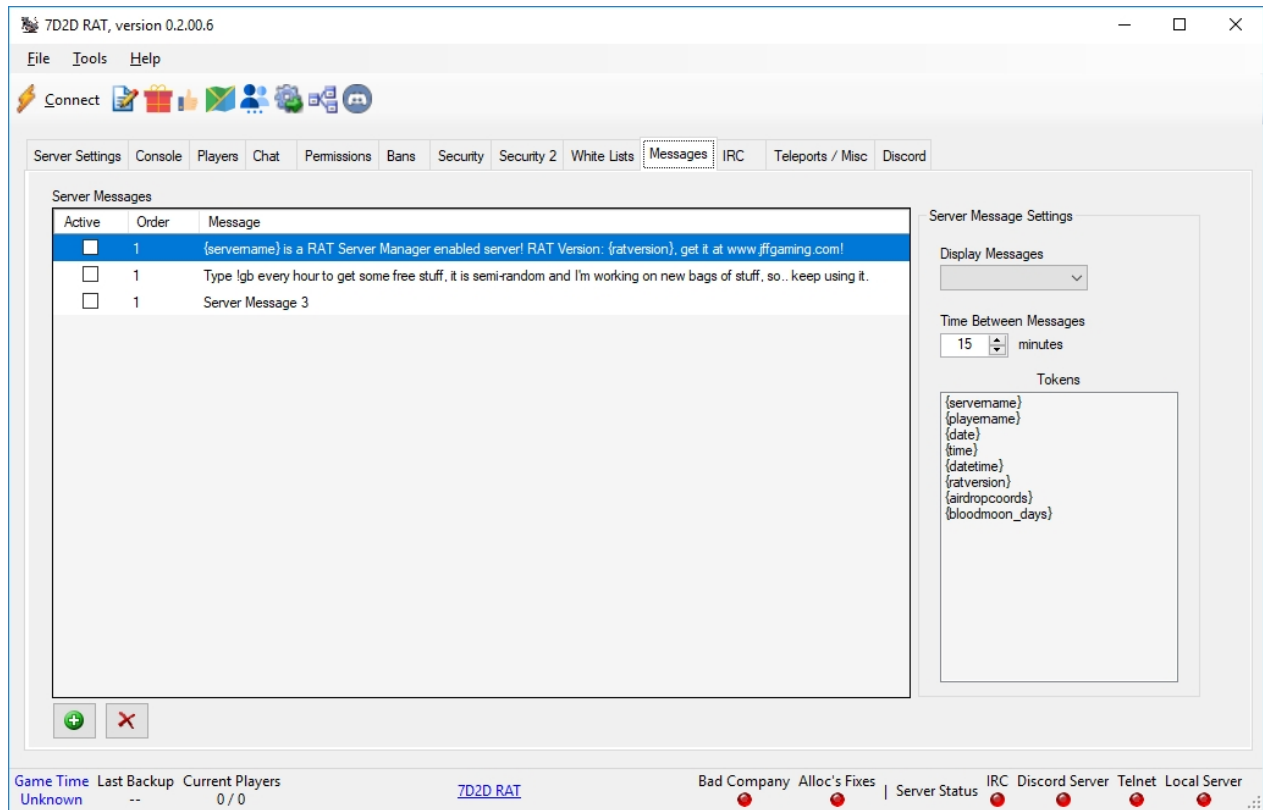 7D2D RAT, version 0.2.00.6
File Tools Help
Connect
Server Settings Console Players Chat Permissions Bans Security Security 2 White Lists Messages IRC Teleports / Misc Discord
Server Messages
Active Order Message
1 {servername} is a RAT Server Manager enabled server! RAT Version: {ratversion}, get it at www.jffgaming.com!
1 Type !gb every hour to get some free stuff, it is semi-random and I'm working on new bags of stuff, so.. keep using it.
1 Server Message 3
Server Message Settings
Display Messages
Time Between Messages
15 minutes
Tokens
{servername}
{playername}
{date}
{time}
{datetime}
{ratversion}
{airdropcoords}
{bloodmoon_days}
Game Time Last Backup Current Players
Unknown -- 0 / 0
7D2D RAT
Bad Company Alloc's Fixes | Server Status IRC Discord Server Telnet Local Server